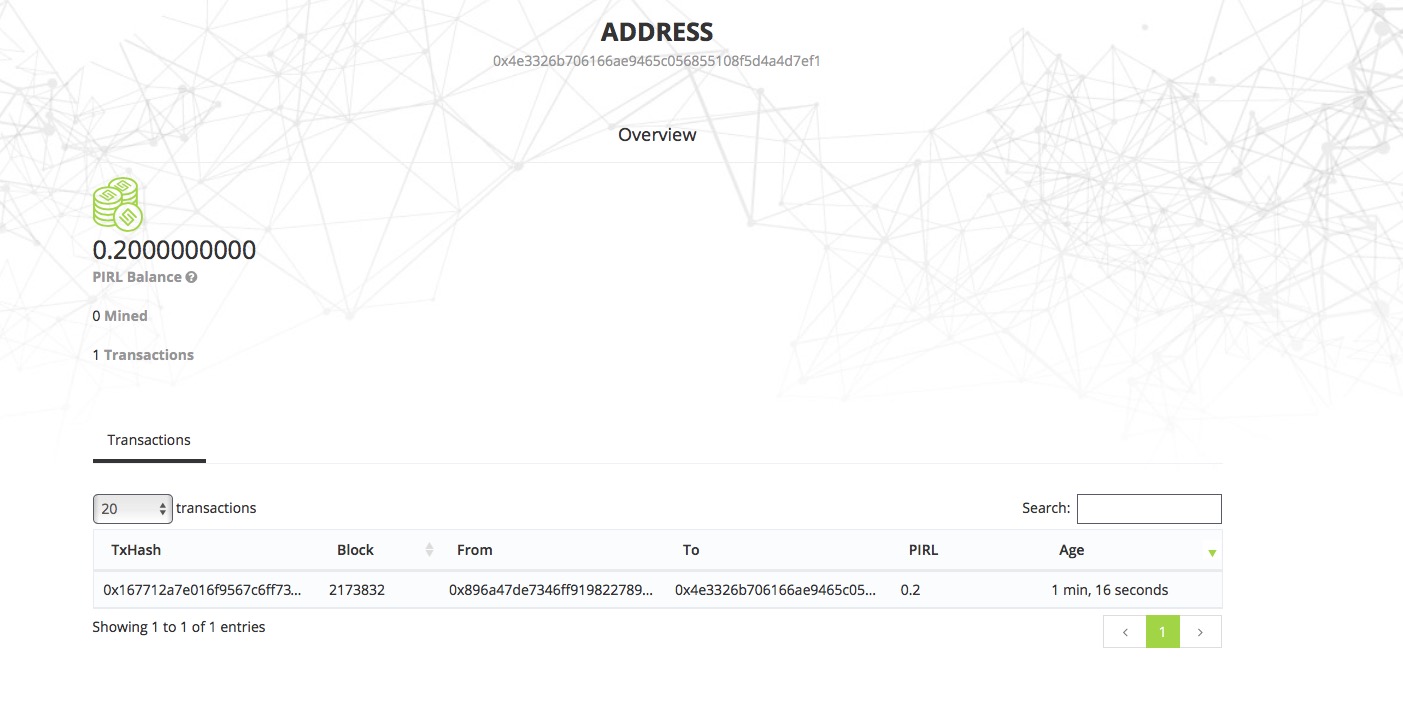 ADDRESS
0x4e3326b706166ae9465c056855108f5d4a4d7ef1
Overview
0.2000000000
PIRL Balance
0 Mined
1 Transactions
Transactions
20 transactions Search:
TxHash Block From To PIRL Age
0x167712a7e016f9567c6ff73... 2173832 0x896a47de7346ff919822789... 0x4e3326b706166ae9465c05... 0.2 1 min, 16 seconds
Showing 1 to 1 of 1 entries
‹ 1 ›